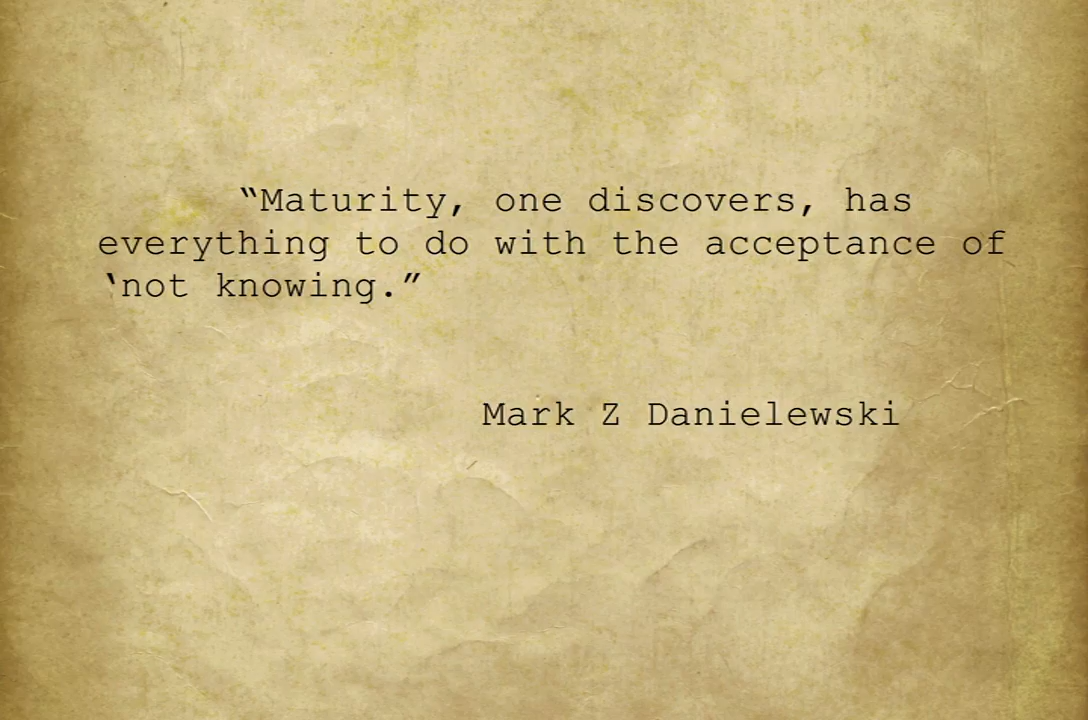 “Maturity, one discovers, has
everything to do with the acceptance of
‘not knowing.”
Mark Z Danielewski